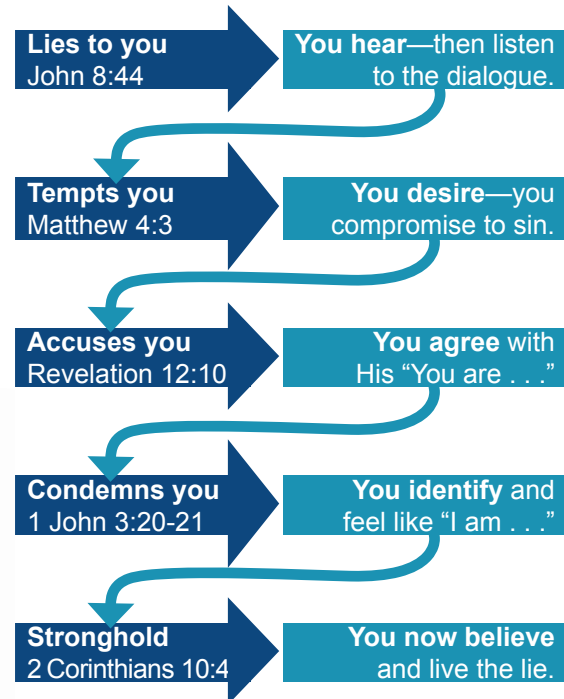 Lies to you
John 8:44
You hear—then listen
to the dialogue.
Tempts you
Matthew 4:3
You desire—you
compromise to sin.
Accuses you
Revelation 12:10
You agree with
His “You are . . .”
Condemns you
1 John 3:20-21
You identify and
feel like “I am . . .”
Stronghold
2 Corinthians 10:4
You now believe
and live the lie.